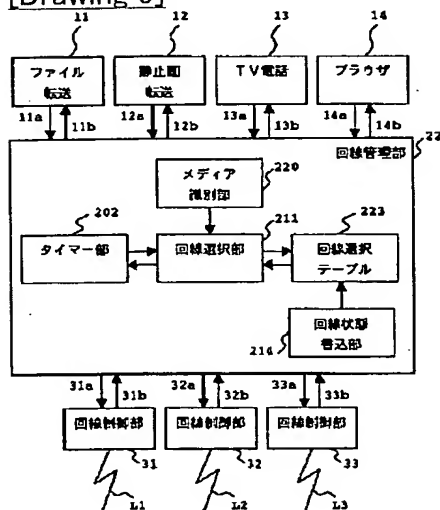 [Drawing
11 12 13 14
ファイル転送
静止画転送
TV電話
ブラウザ
11a 11b 12a 12b 13a 13b 14a 14b
回線管理部
22
メディア識別部
220
202
211
223
タイマー部
回線選択部
回線選択テーブル
回線状態書込部
214
31a 31b 32a 32b 33a 33b
回線制御部
回線制御部
回線制御部
31 32 33
L1 L2 L3